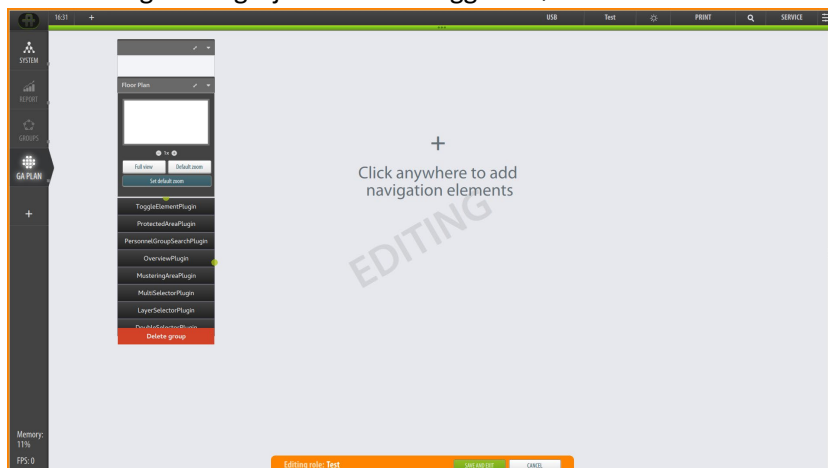 16:31 + USB Test PRINT SERVICE
SYSTEM
REPORT
GROUPS
GA PLAN
+
Floor Plan
1x
Full view Default zoom
Set default zoom
ToggleElementPlugin
ProtectedAreaPlugin
PersonnelGroupSearchPlugin
OverviewPlugin
MusteringAreaPlugin
MultiSelectorPlugin
LayerSelectorPlugin
DoubleSelectorPlugin
Delete group
+
Click anywhere to add
navigation elements
EDITING
Memory:
11%
FPS: 0
Editing role: Test SAVE AND EXIT CANCEL